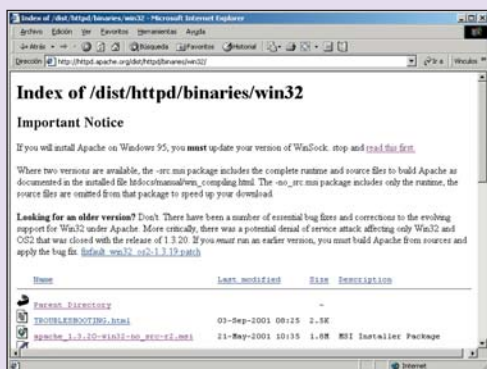 Index of /dist/httpd/binaries/win32 - Microsoft Internet Explorer
Archivo Edición Ver Favoritos Herramientas Ayuda
Atrás Búsqueda Favoritos Historial
Dirección http://httpd.apache.org/dist/httpd/binaries/win32/ Ir a Vínculos
Index of /dist/httpd/binaries/win32
Important Notice
If you will install Apache on Windows 95, you must update your version of WinSock. stop and read this first.
Where two versions are available, the -src.msi package includes the complete runtime and source files to build Apache as
documented in the installed file htdocs/manual/win_compiling.html. The -no_src.msi package includes only the runtime, the
source files are omitted from that package to speed up your download.
Looking for an older version? Don't. There have been a number of essential bug fixes and corrections to the evolving
support for Win32 under Apache. More critically, there was a potential denial of service attack affecting only Win32 and
OS2 that was closed with the release of 1.3.20. If you must run an earlier version, you must build Apache from sources and
apply the bug fix.
Name Last modified Size Description
Parent Directory -
TROUBLESHOOTING.html 03-Sep-2001 08:25 2.5K
apache_1.3.20-win32-no_src-r2.msi 21-May-2001 10:35 1.8M MSI Installer Package
Internet